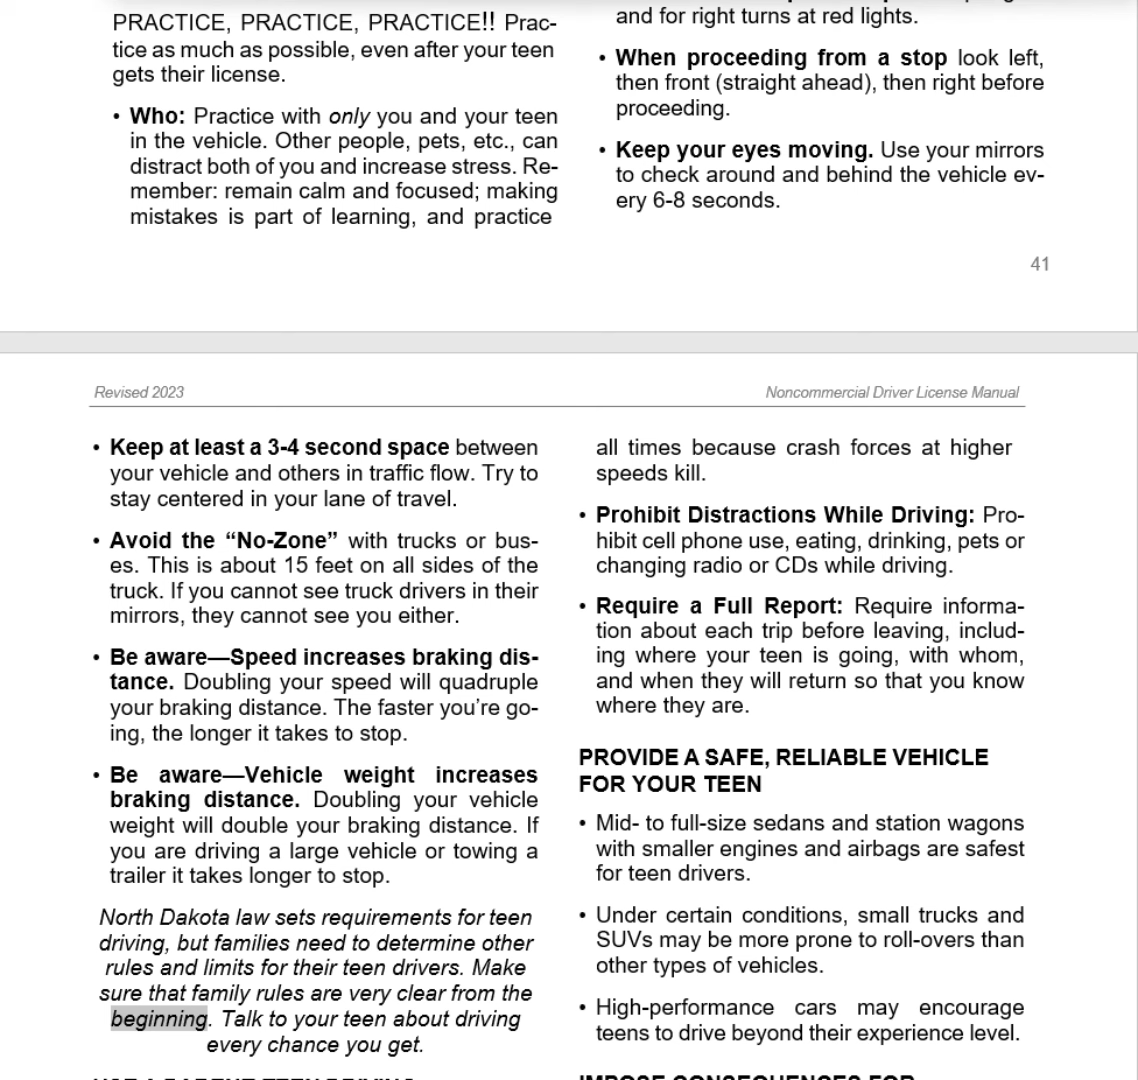 PRACTICE, PRACTICE, PRACTICE!! Prac-
tice as much as possible, even after your teen
gets their license.
• Who: Practice with only you and your teen
in the vehicle. Other people, pets, etc., can
distract both of you and increase stress. Re-
member: remain calm and focused; making
mistakes is part of learning, and practice
and for right turns at red lights.
• When proceeding from a stop look left,
then front (straight ahead), then right before
proceeding.
• Keep your eyes moving. Use your mirrors
to check around and behind the vehicle ev-
ery 6-8 seconds.
41
Revised 2023
Noncommercial Driver License Manual
• Keep at least a 3-4 second space between
your vehicle and others in traffic flow. Try to
stay centered in your lane of travel.
• Avoid the “No-Zone” with trucks or bus-
es. This is about 15 feet on all sides of the
truck. If you cannot see truck drivers in their
mirrors, they cannot see you either.
• Be aware—Speed increases braking dis-
tance. Doubling your speed will quadruple
your braking distance. The faster you’re go-
ing, the longer it takes to stop.
• Be aware—Vehicle weight increases
braking distance. Doubling your vehicle
weight will double your braking distance. If
you are driving a large vehicle or towing a
trailer it takes longer to stop.
North Dakota law sets requirements for teen
driving, but families need to determine other
rules and limits for their teen drivers. Make
sure that family rules are very clear from the
beginning. Talk to your teen about driving
every chance you get.
all times because crash forces at higher
speeds kill.
• Prohibit Distractions While Driving: Pro-
hibit cell phone use, eating, drinking, pets or
changing radio or CDs while driving.
• Require a Full Report: Require informa-
tion about each trip before leaving, includ-
ing where your teen is going, with whom,
and when they will return so that you know
where they are.
PROVIDE A SAFE, RELIABLE VEHICLE
FOR YOUR TEEN
• Mid- to full-size sedans and station wagons
with smaller engines and airbags are safest
for teen drivers.
• Under certain conditions, small trucks and
SUVs may be more prone to roll-overs than
other types of vehicles.
• High-performance cars may encourage
teens to drive beyond their experience level.